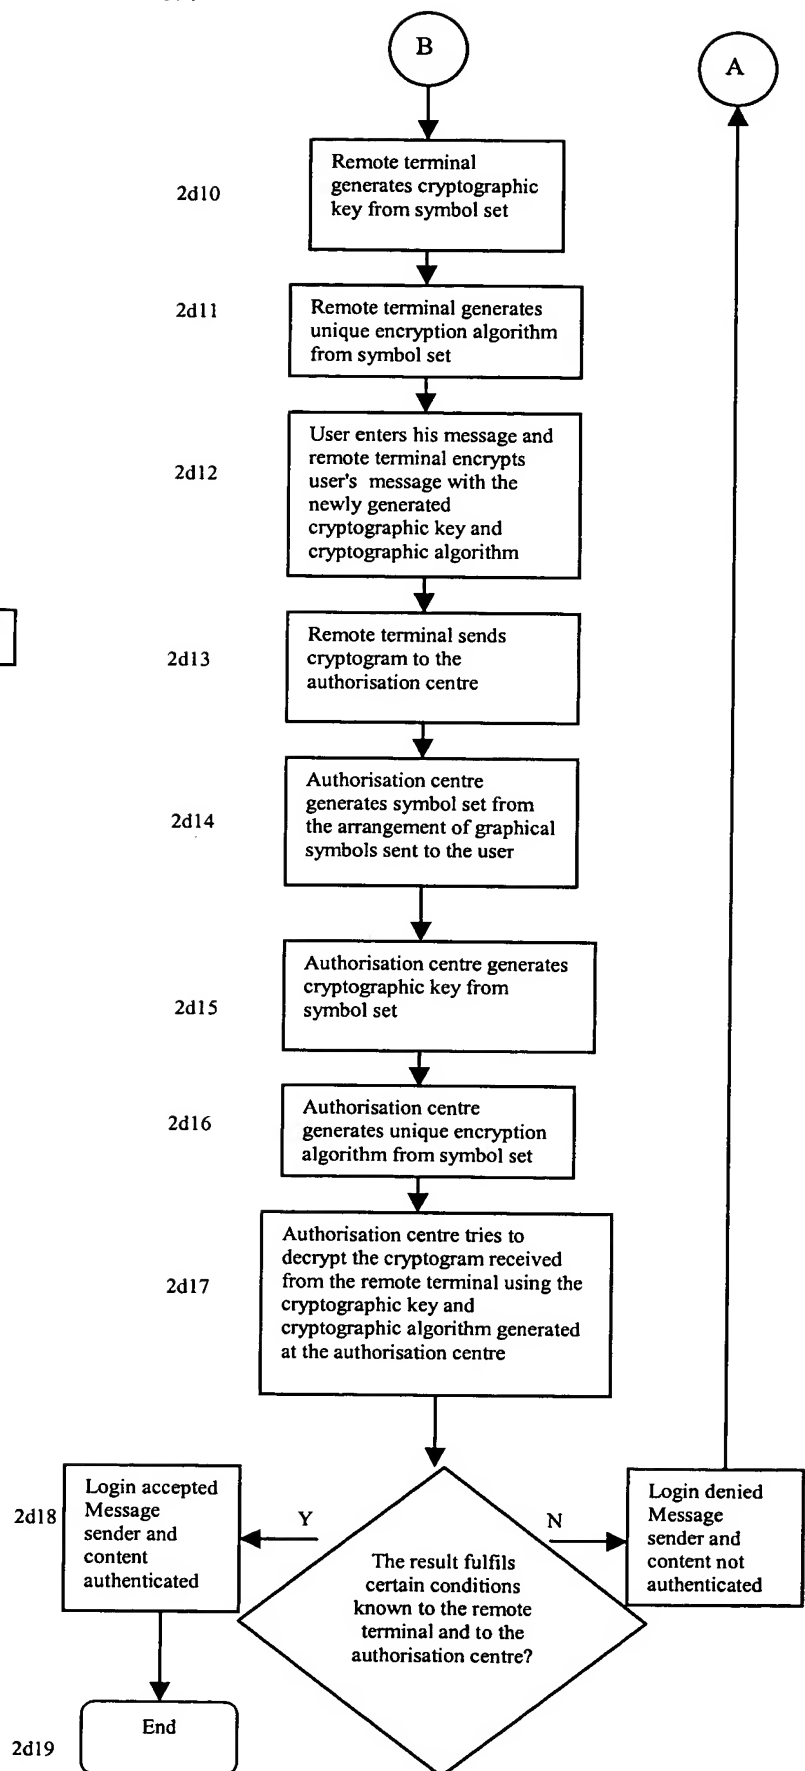 B
A
2d10
Remote terminal
generates cryptographic
key from symbol set
2d11
Remote terminal generates
unique encryption algorithm
from symbol set
2d12
User enters his message and
remote terminal encrypts
user's message with the
newly generated
cryptographic key and
cryptographic algorithm
2d13
Remote terminal sends
cryptogram to the
authorisation centre
2d14
Authorisation centre
generates symbol set from
the arrangement of graphical
symbols sent to the user
2d15
Authorisation centre generates
cryptographic key from
symbol set
2d16
Authorisation centre
generates unique encryption
algorithm from symbol set
2d17
Authorisation centre tries to
decrypt the cryptogram received
from the remote terminal using the
cryptographic key and
cryptographic algorithm generated
at the authorisation centre
2d18
Login accepted
Message
sender and
content
authenticated
Y
N
Login denied
Message
sender and
content not
authenticated
The result fulfils
certain conditions
known to the remote
terminal and to the
authorisation centre?
End
2d19